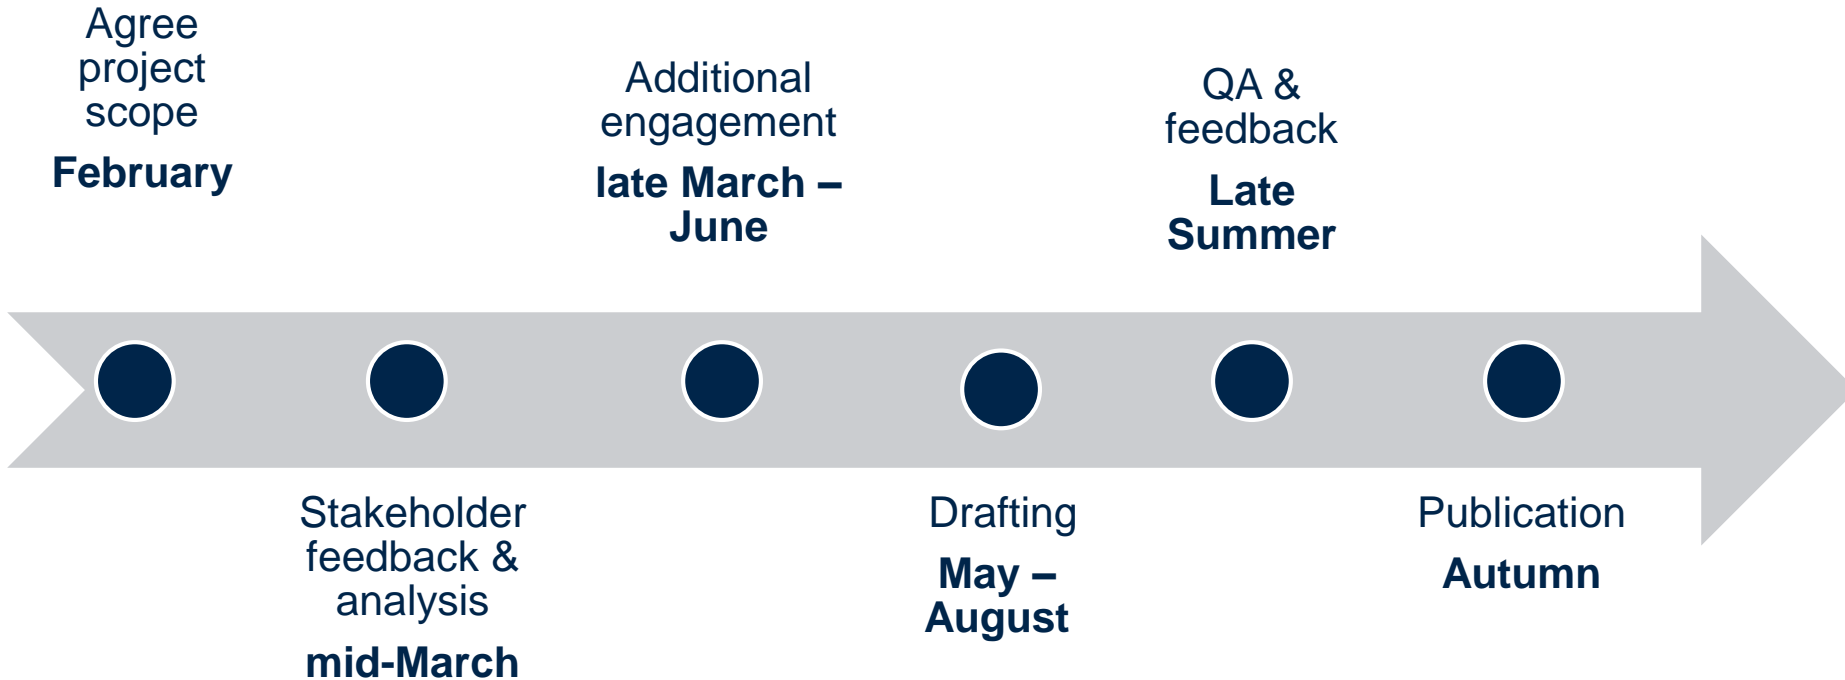 Agree
project
scope
February
Stakeholder
feedback &
analysis
mid-March
Additional
engagement
late March –
June
Drafting
May –
August
QA &
feedback
Late
Summer
Publication
Autumn